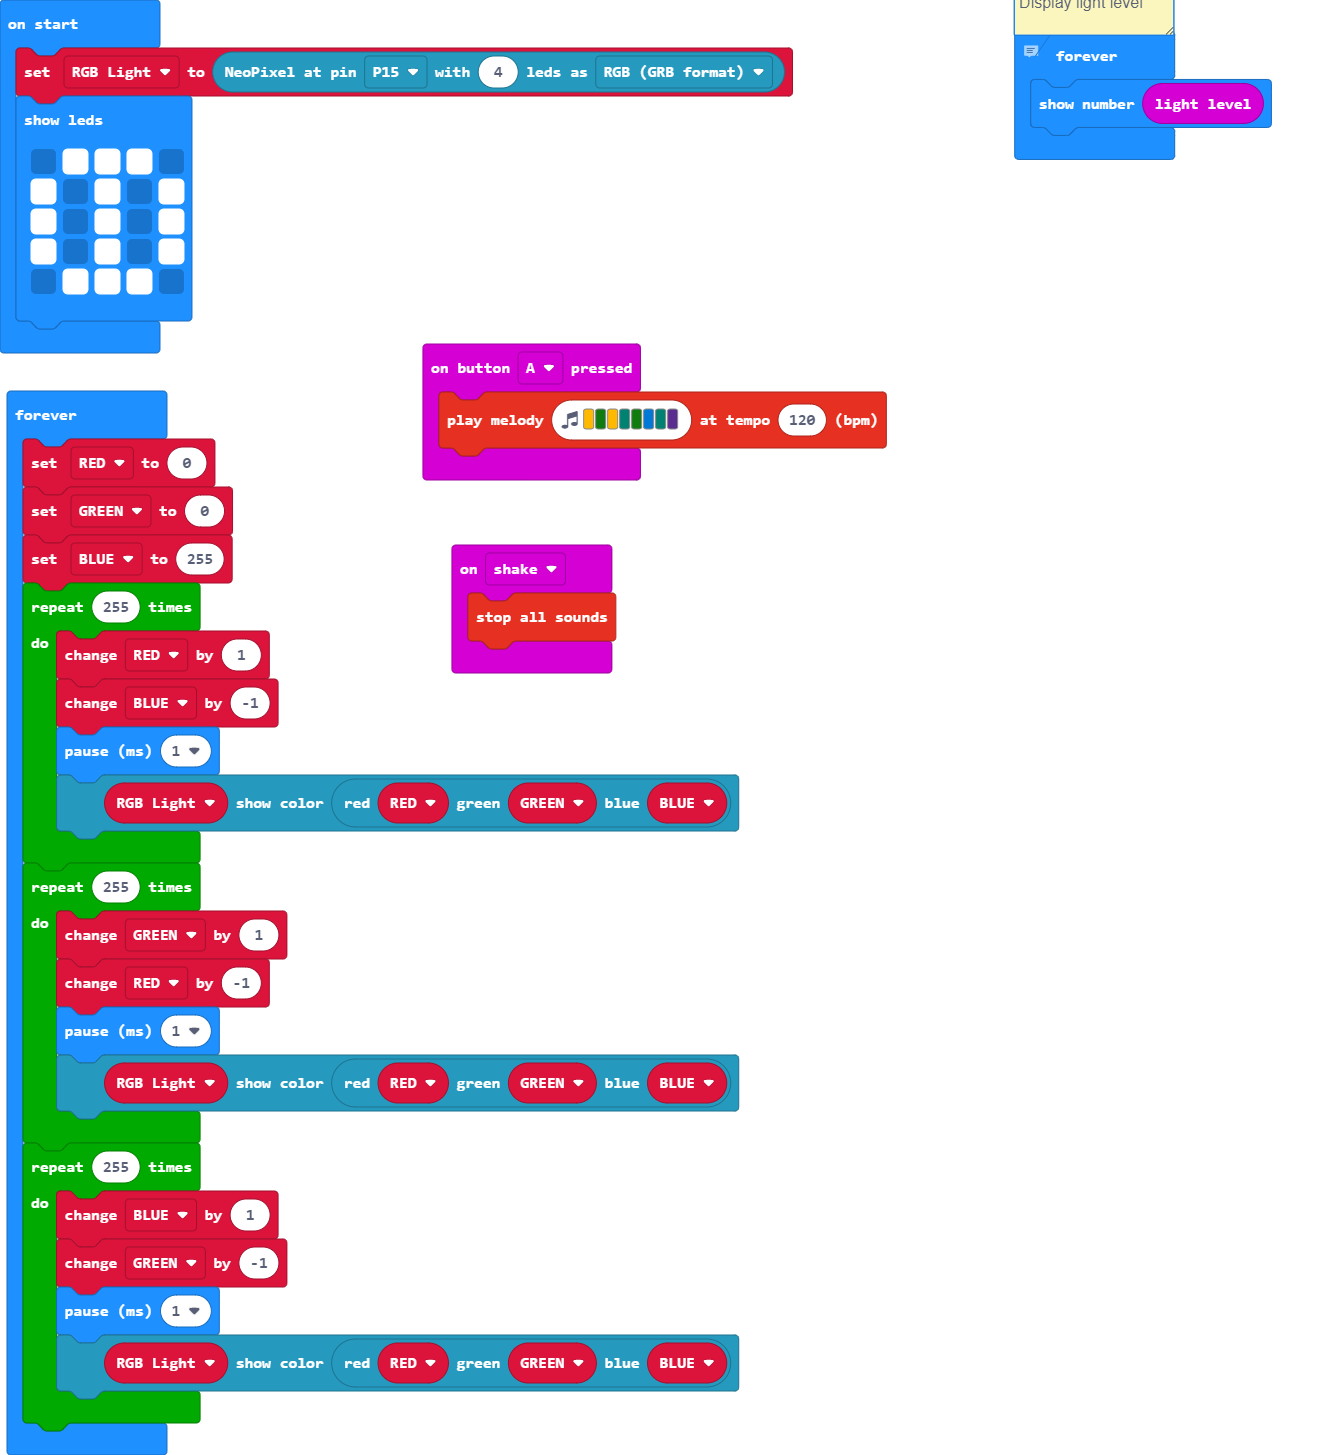 on start
set RGB Light to NeoPixel at pin P15 with 4 leds as RGB (GRB format)
show leds
Display light level
forever
show number light level
on button A pressed
play melody at tempo 120 (bpm)
on shake
stop all sounds
forever
set RED to 0
set GREEN to 0
set BLUE to 255
repeat 255 times
do
change RED by 1
change BLUE by -1
pause (ms) 1
RGB Light show color red RED green GREEN blue BLUE
repeat 255 times
do
change GREEN by 1
change RED by -1
pause (ms) 1
RGB Light show color red RED green GREEN blue BLUE
repeat 255 times
do
change BLUE by 1
change GREEN by -1
pause (ms) 1
RGB Light show color red RED green GREEN blue BLUE